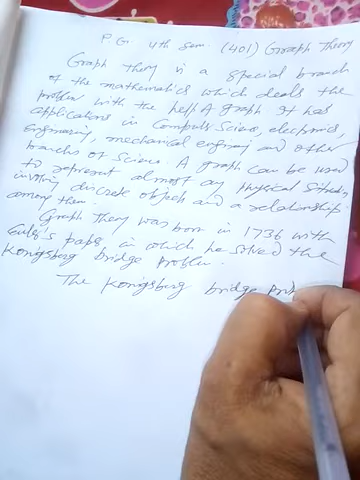 P.G. 4th Sem. (401) Graph Theory
Graph Theory is a special branch
of the mathematics which deals the
problem with the help A graph It has
applications in Computer Science, electronics,
engineering, mechanical engineering and other
branches of Science. A graph can be used
to represent almost any physical situation
involving discrete objects and a relationship
among them.
Graph Theory was born in 1736 with
Euler's paper in which he solved the
Konigsberg bridge problem.
The Konigsberg bridge prob